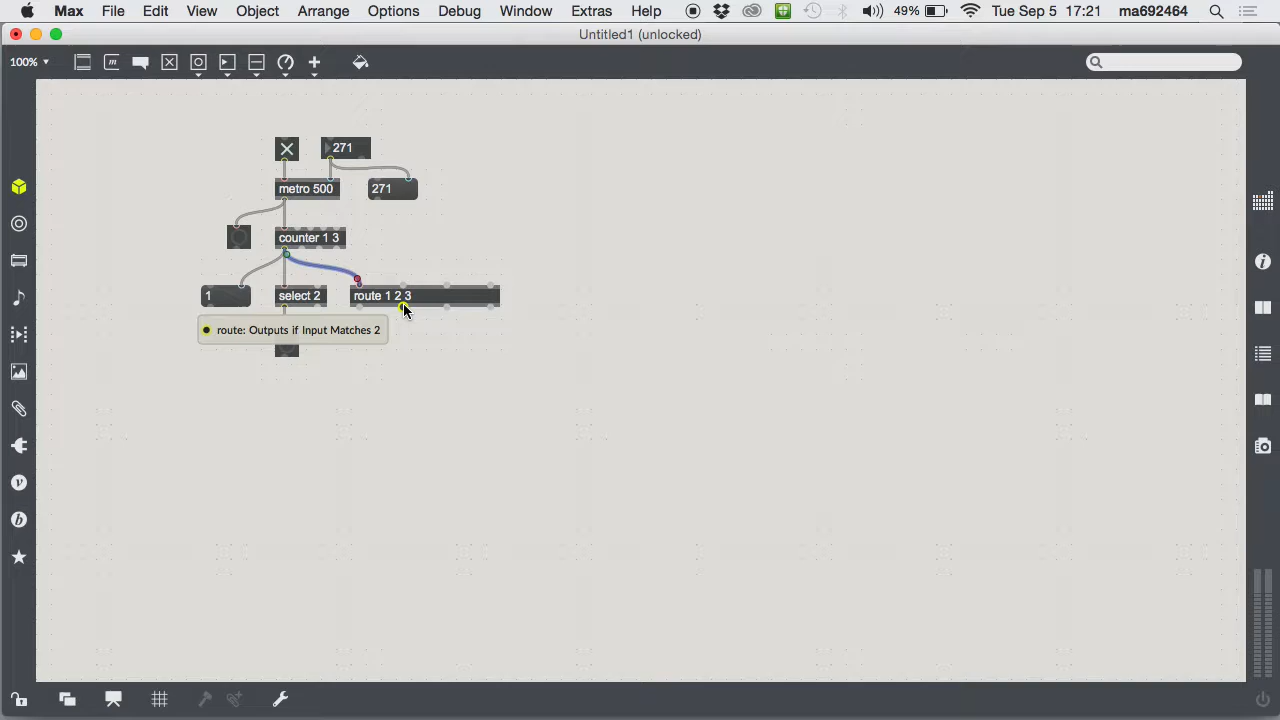 Max File Edit View Object Arrange Options Debug Window Extras Help 49% Tue Sep 5 17:21 ma692464
Untitled1 (unlocked)
100%
271
metro 500 271
counter 1 3
1 select 2 route 1 2 3
route: Outputs if Input Matches 2